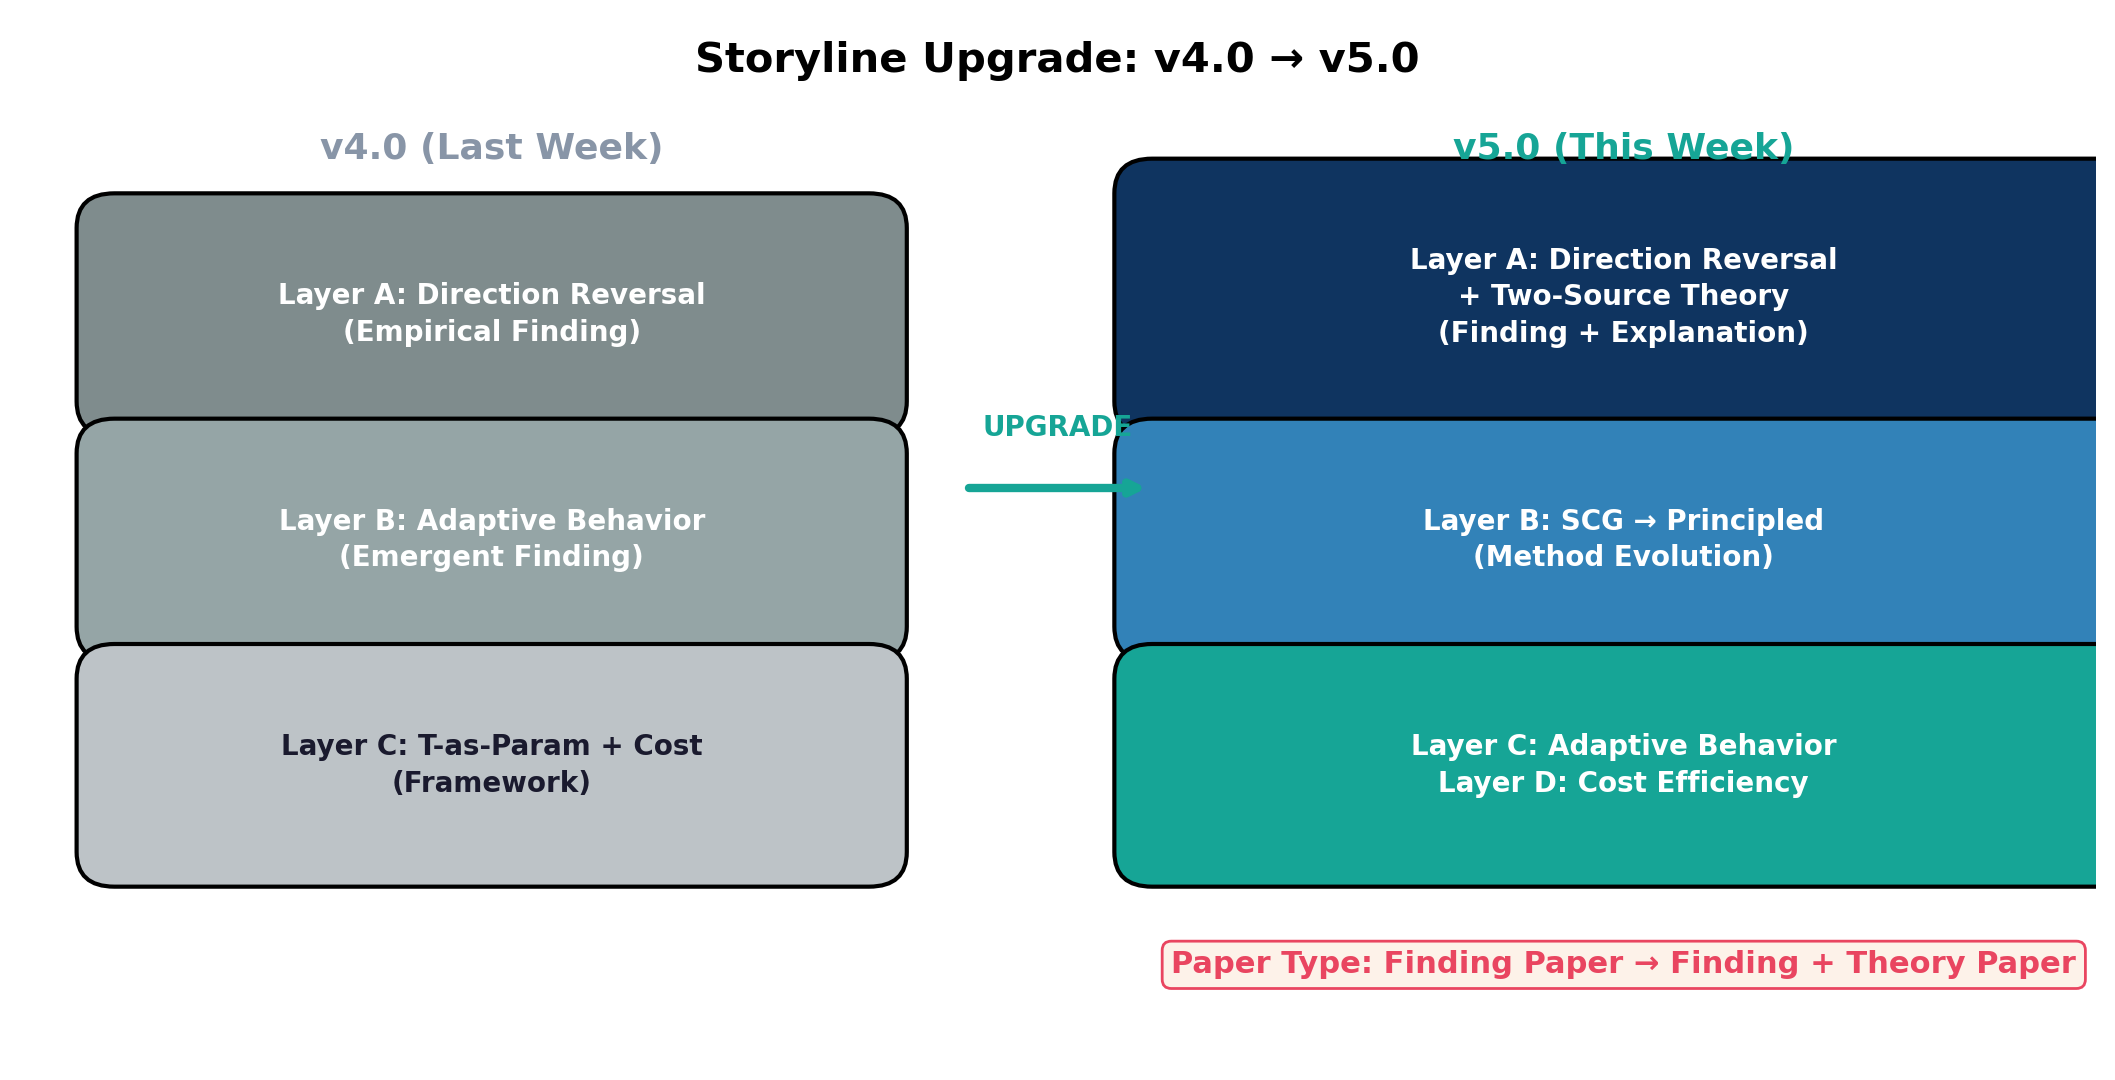 Storyline Upgrade: v4.0 → v5.0
v4.0 (Last Week)
Layer A: Direction Reversal
(Empirical Finding)
Layer B: Adaptive Behavior
(Emergent Finding)
Layer C: T-as-Param + Cost
(Framework)
UPGRADE
v5.0 (This Week)
Layer A: Direction Reversal
+ Two-Source Theory
(Finding + Explanation)
Layer B: SCG → Principled
(Method Evolution)
Layer C: Adaptive Behavior
Layer D: Cost Efficiency
Paper Type: Finding Paper → Finding + Theory Paper